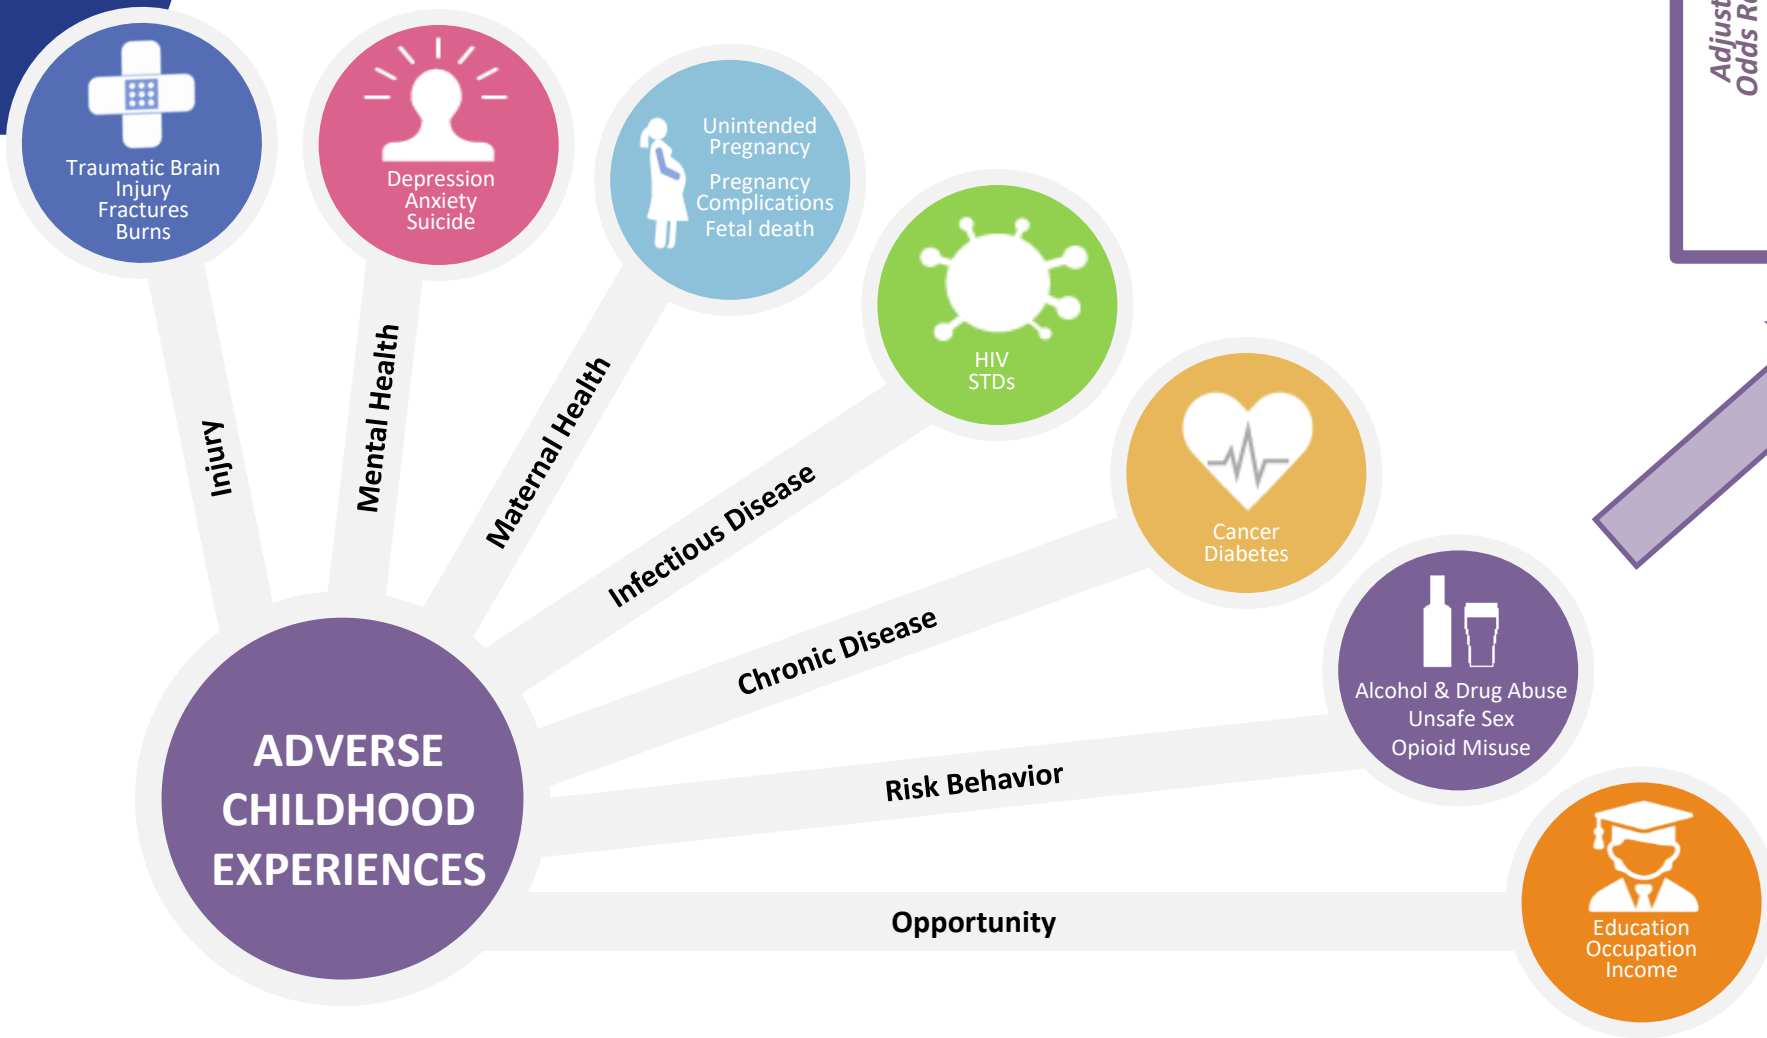 Traumatic Brain
Injury
Fractures
Burns
Depression
Anxiety
Suicide
Unintended
Pregnancy
Pregnancy
Complications
Fetal death
HIV
STDs
Cancer
Diabetes
Alcohol & Drug Abuse
Unsafe Sex
Opioid Misuse
Education
Occupation
Income
Injury
Mental Health
Maternal Health
Infectious Disease
Chronic Disease
Risk Behavior
Opportunity
ADVERSE
CHILDHOOD
EXPERIENCES
Odds